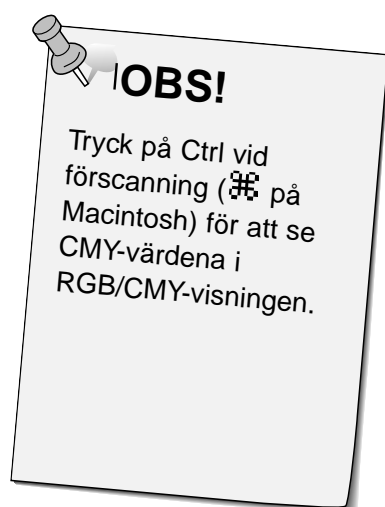 OBS!
Tryck på Ctrl vid
förscanning (⌘ på
Macintosh) för att se
CMY-värdena i
RGB/CMY-visningen.